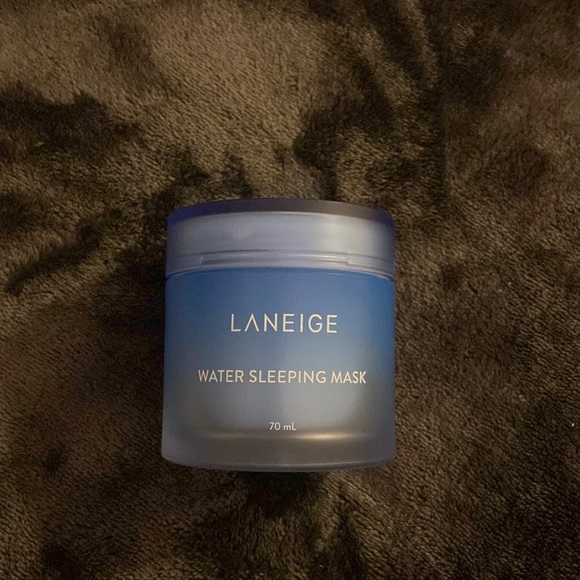 LANEIGE
WATER SLEEPING MASK
70 mL